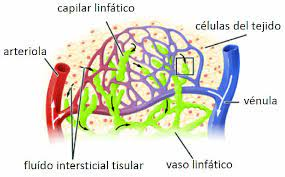 capilar linfático
células del tejido
arteriola
vénula
fluído intersticial tisular
vaso linfático